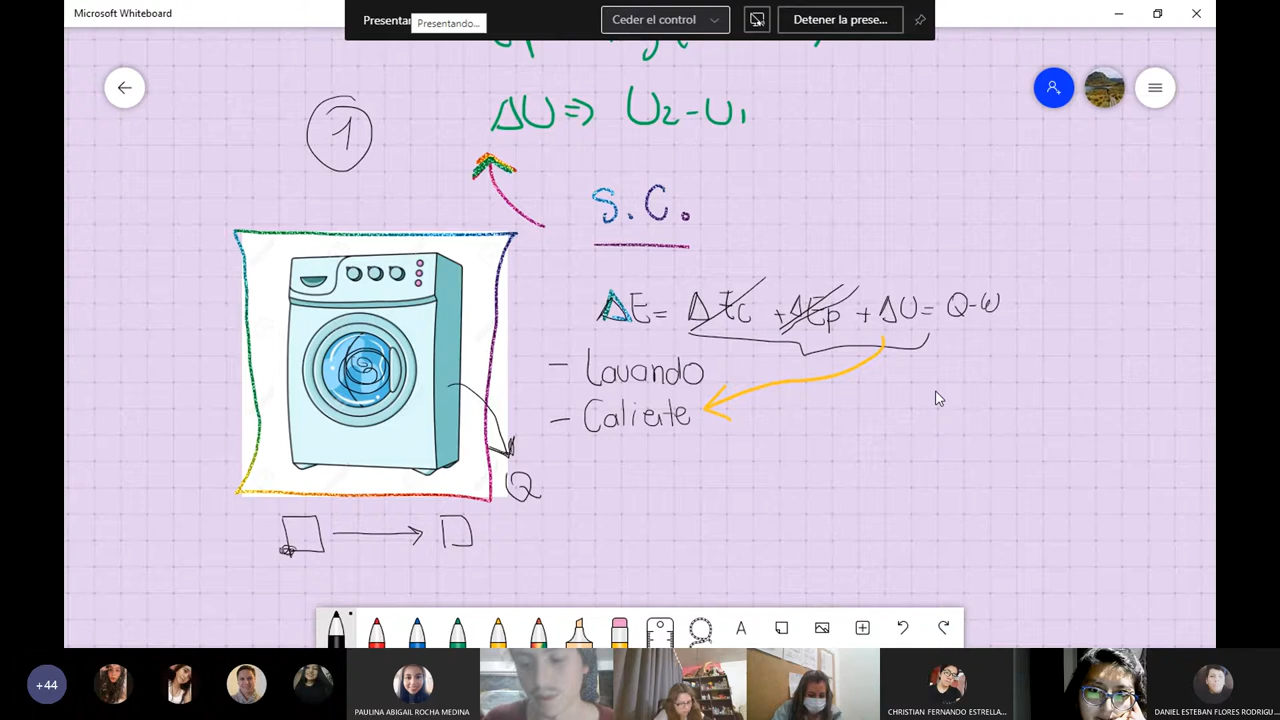 Microsoft Whiteboard
Presentando...
Ceder el control
Detener la prese...
ΔU ⇒ U2-U1
1
S.C.
ΔE= ΔEc + ΔEp + ΔU= Q-W
- Lavando
- Caliente
Q
A
+44
PAULINA ABIGAIL ROCHA MEDINA
CHRISTIAN FERNANDO ESTRELLA...
DANIEL ESTEBAN FLORES RODRIGU...